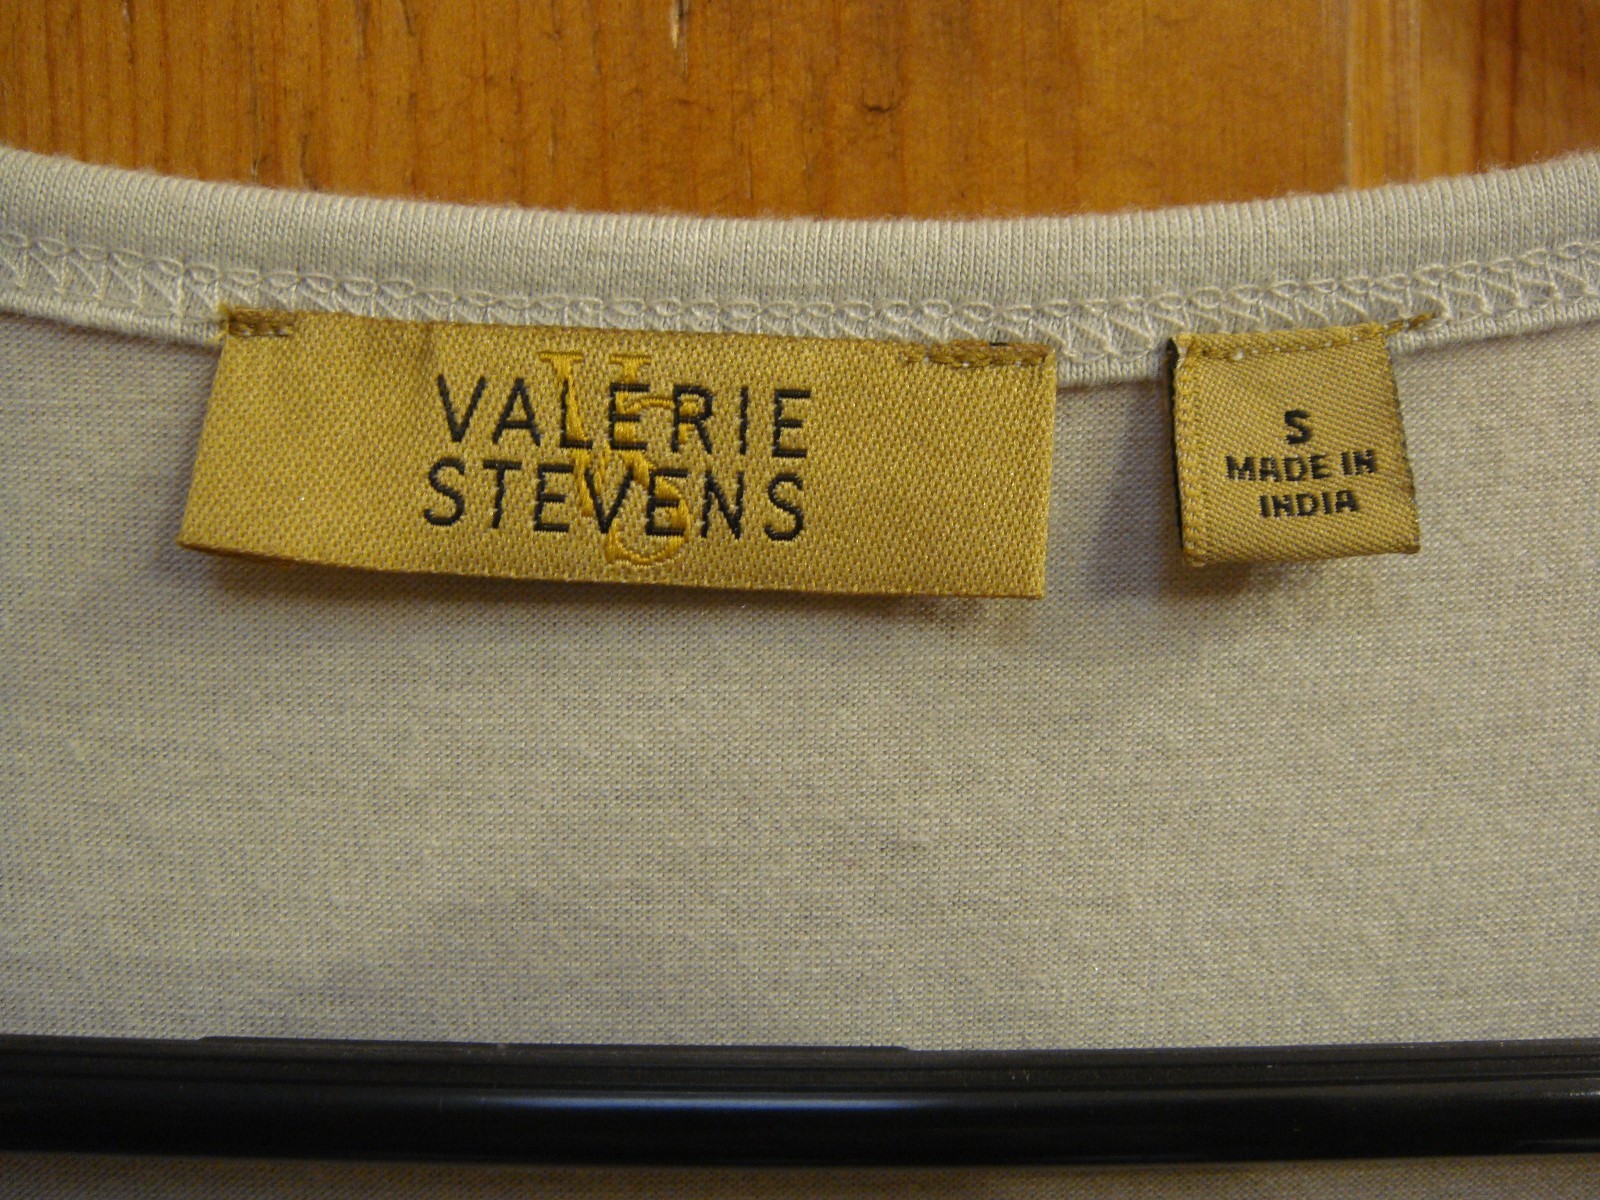 VALERIE
STEVENS
S
MADE IN
INDIA